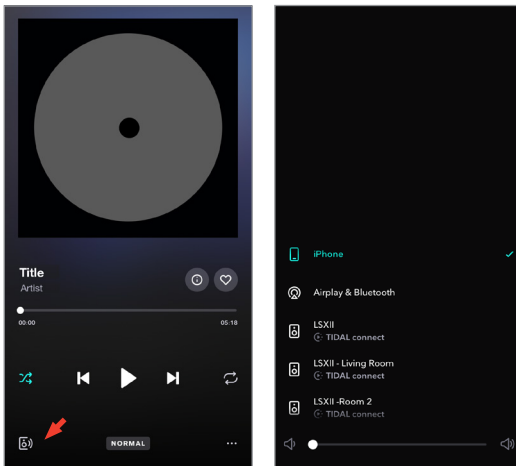 Title
Artist
00:00
05:18
NORMAL
iPhone
Airplay & Bluetooth
LSXII
TIDAL connect
LSXII - Living Room
TIDAL connect
LSXII -Room 2
TIDAL connect